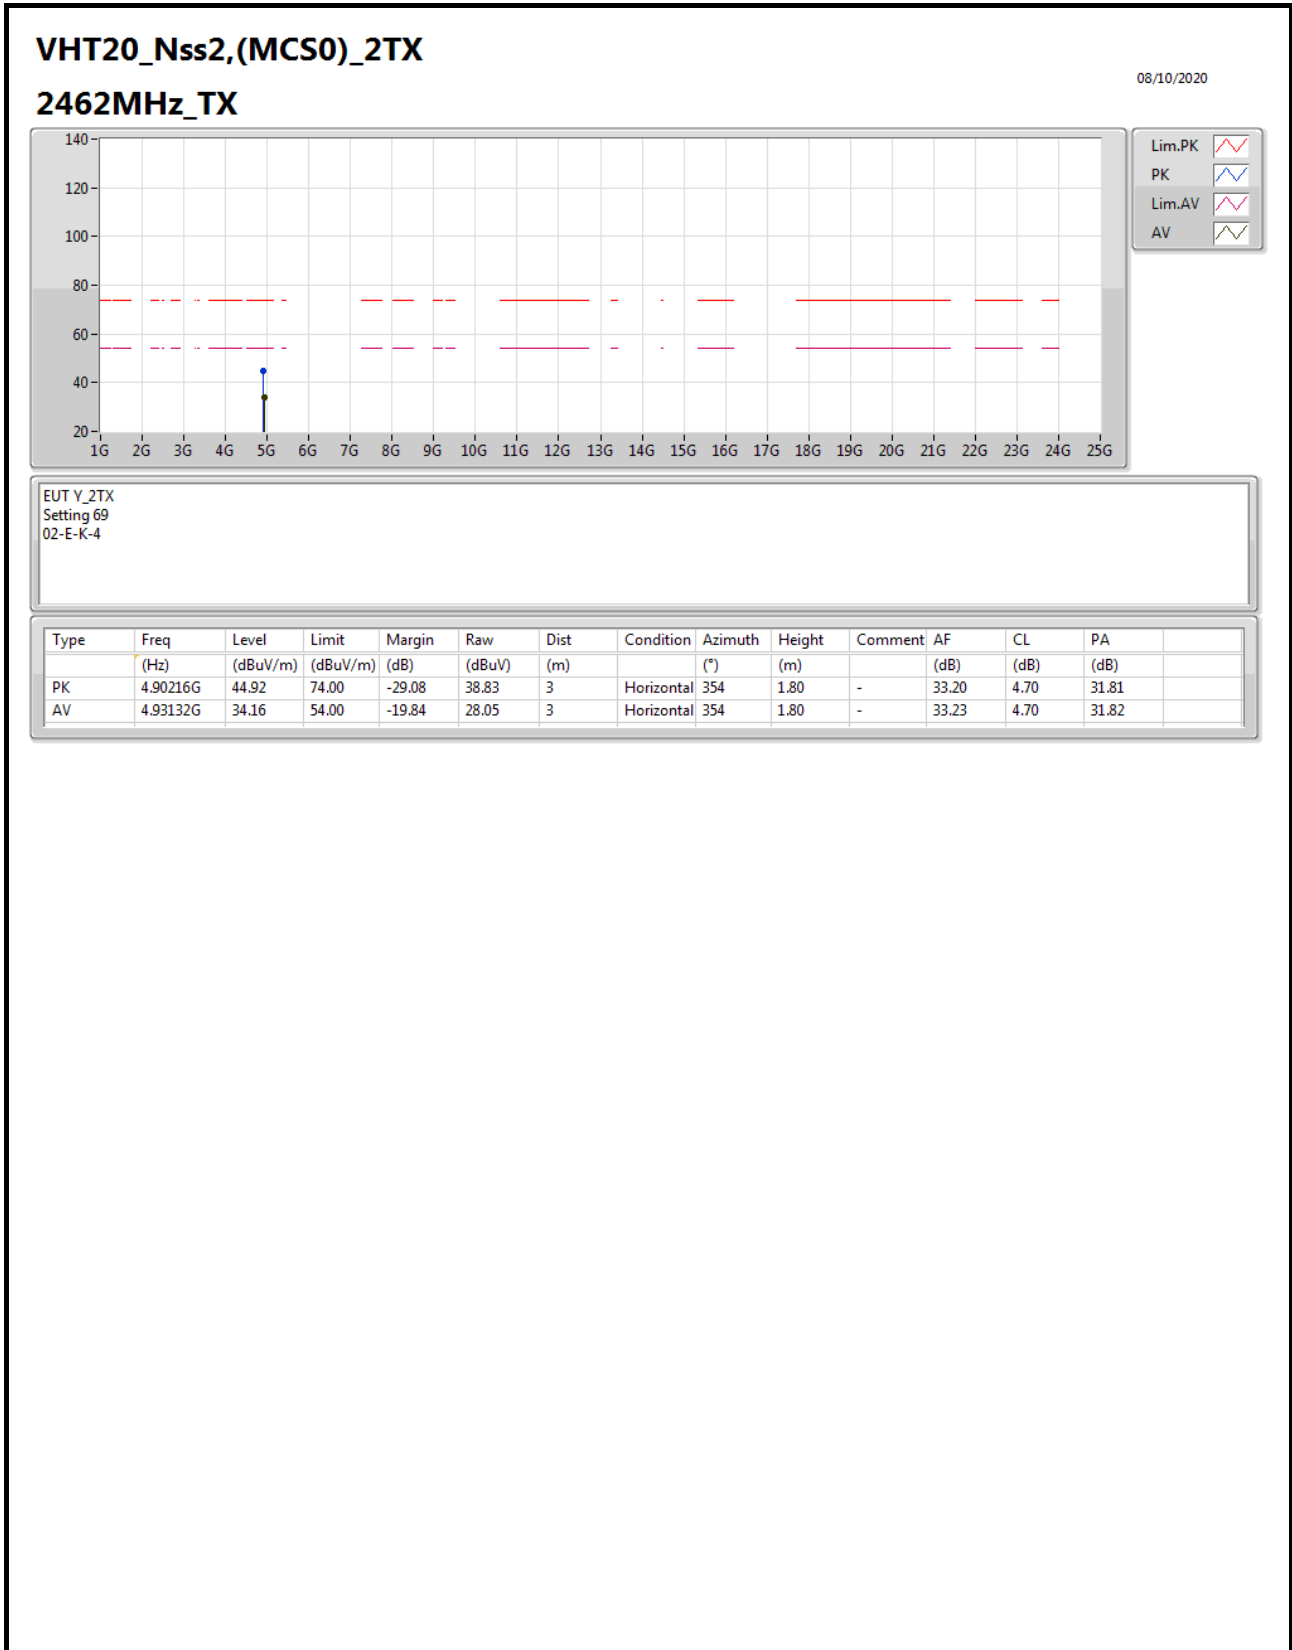 VHT20_Nss2,(MCS0)_2TX
08/10/2020
2462MHz_TX
140
120
100
80
60
40
20
1G 2G 3G 4G 5G 6G 7G 8G 9G 10G 11G 12G 13G 14G 15G 16G 17G 18G 19G 20G 21G 22G 23G 24G 25G
Lim.PK
PK
Lim.AV
AV
EUT Y_2TX
Setting 69
02-E-K-4
Type Freq Level Limit Margin Raw Dist Condition Azimuth Height Comment AF CL PA
(Hz) (dBuV/m) (dBuV/m) (dB) (dBuV) (m) (°) (m) (dB) (dB) (dB)
PK 4.90216G 44.92 74.00 -29.08 38.83 3 Horizontal 354 1.80 - 33.20 4.70 31.81
AV 4.93132G 34.16 54.00 -19.84 28.05 3 Horizontal 354 1.80 - 33.23 4.70 31.82